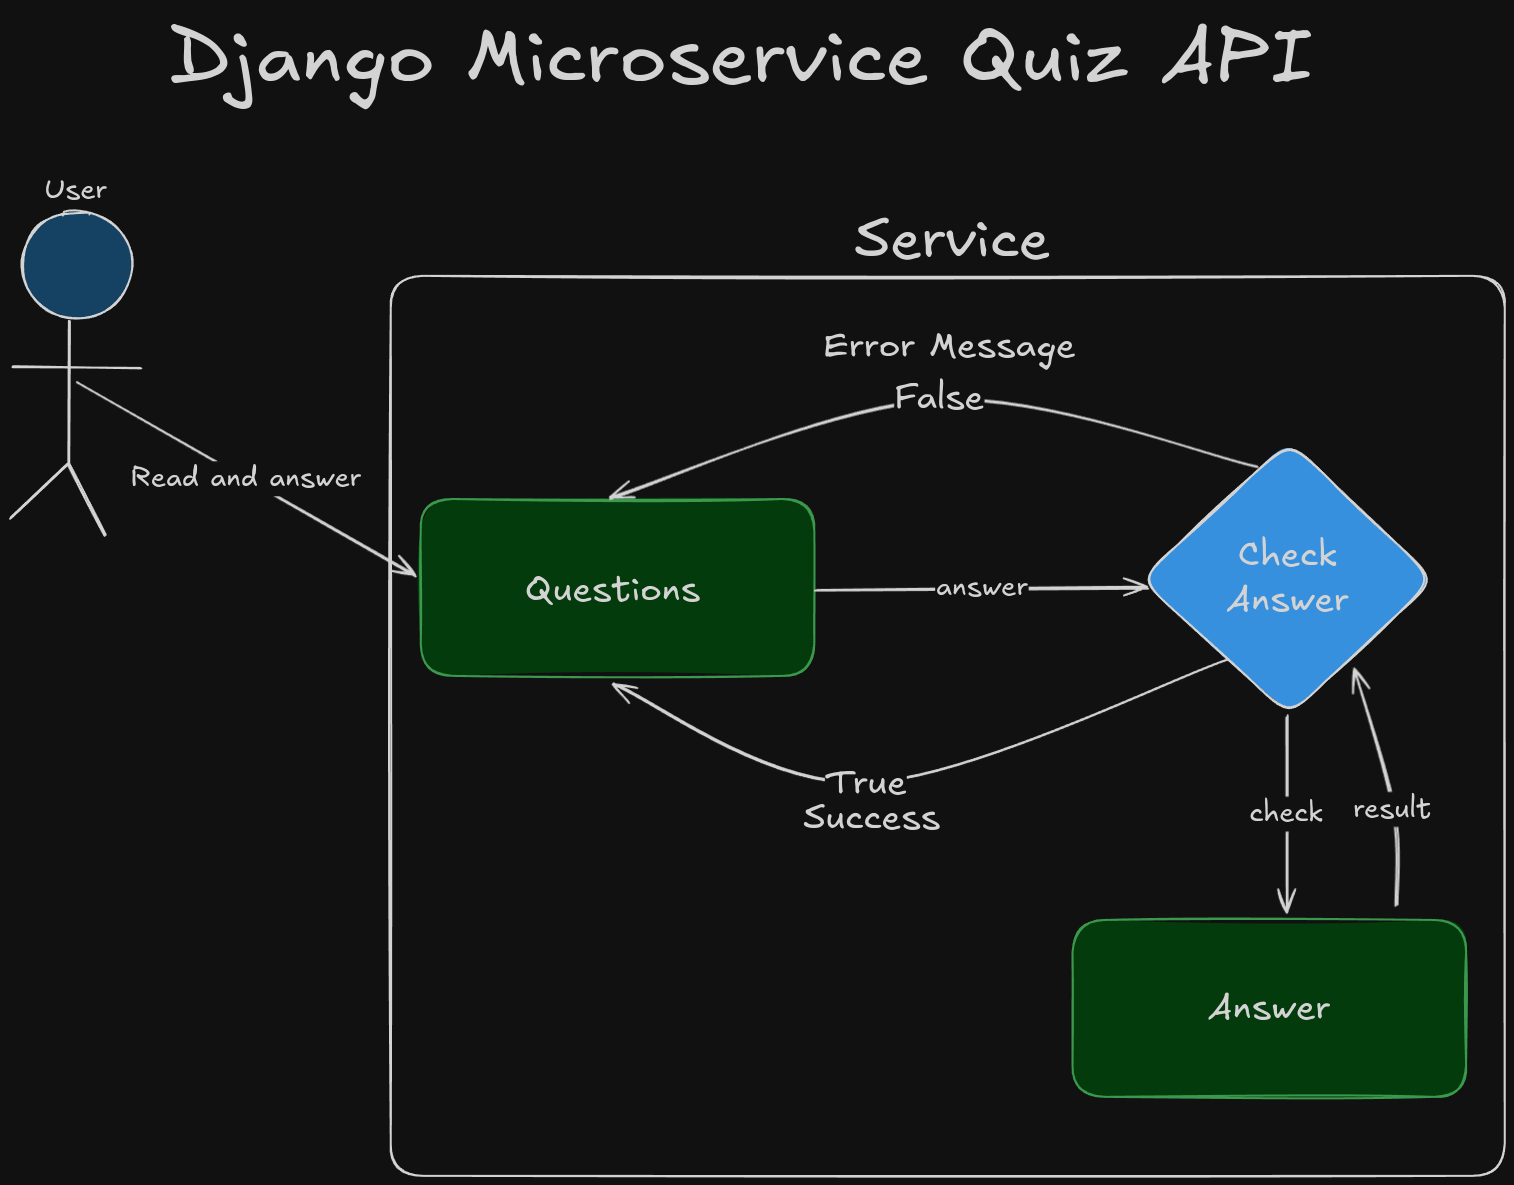 Django Microservice Quiz API
User
Service
Error Message
False
Read and answer
Questions
answer
Check
Answer
True
Success
check
result
Answer